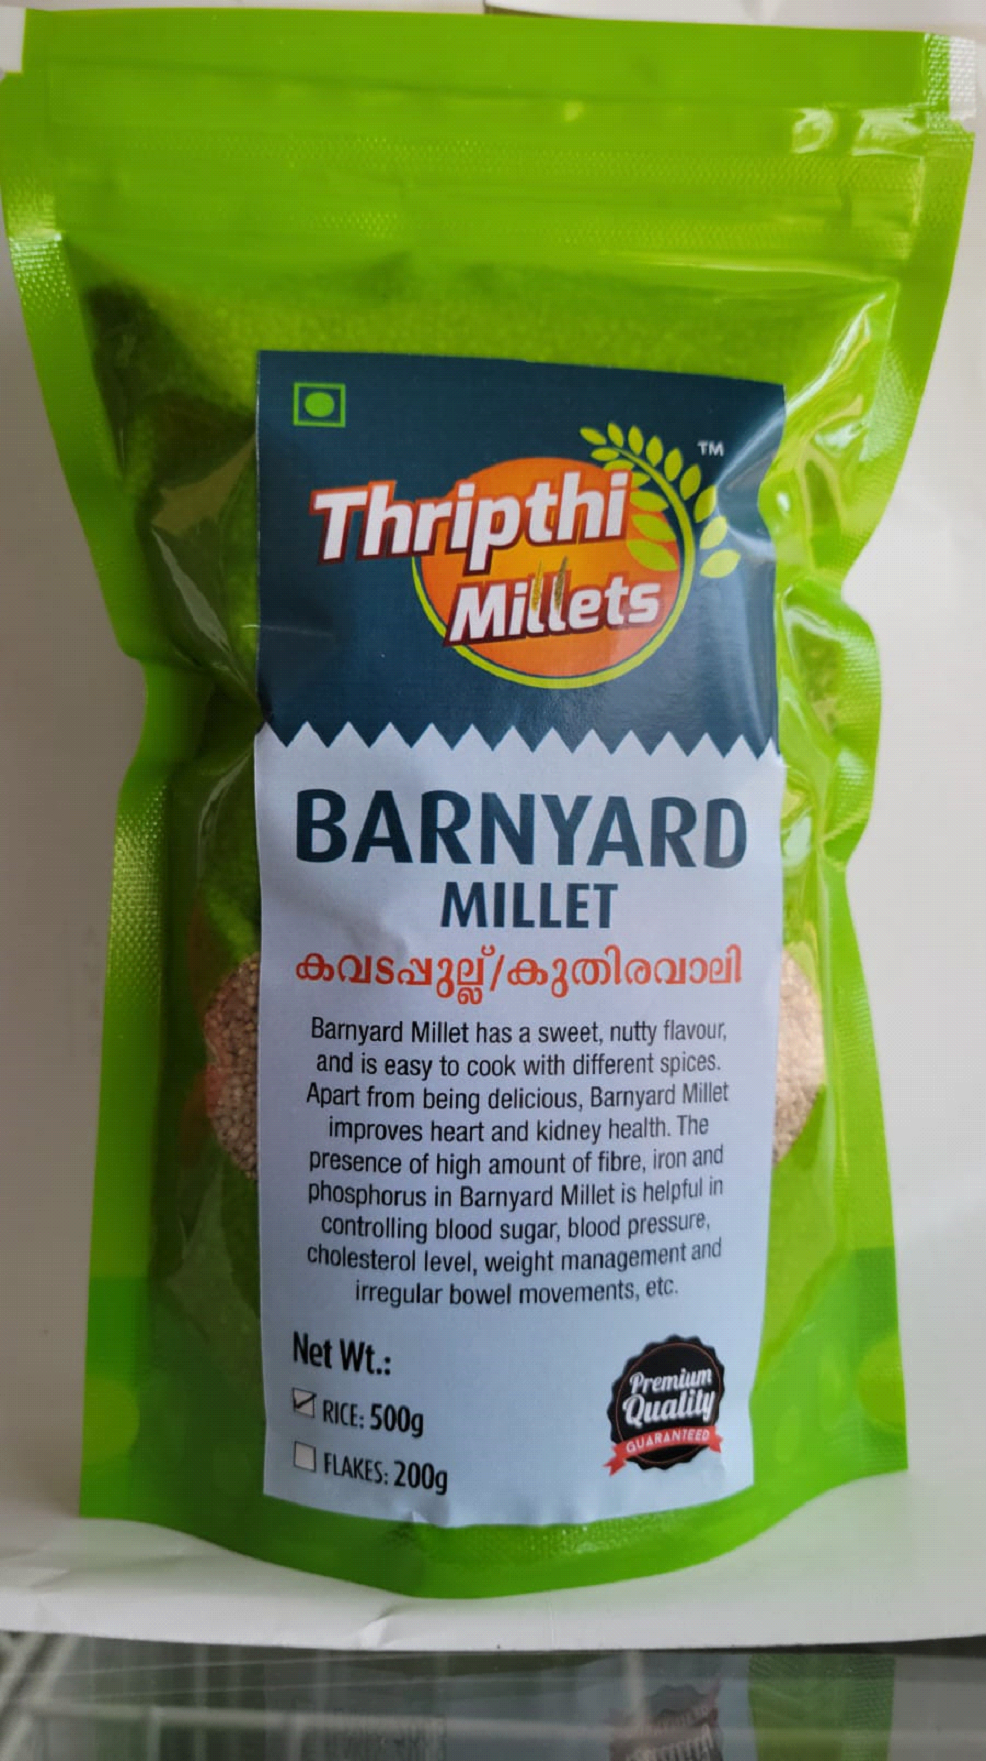 Thripthi
TM
Millets
BARNYARD
MILLET
കവടപ്പുല്ല്/കുതിരവാലി
Barnyard Millet has a sweet, nutty flavour,
and is easy to cook with different spices.
Apart from being delicious, Barnyard Millet
improves heart and kidney health. The
presence of high amount of fibre, iron and
phosphorus in Barnyard Millet is helpful in
controlling blood sugar, blood pressure,
cholesterol level, weight management and
irregular bowel movements, etc.
Net Wt.:
RICE: 500g
FLAKES: 200g
Premium
Quality
GUARANTEED